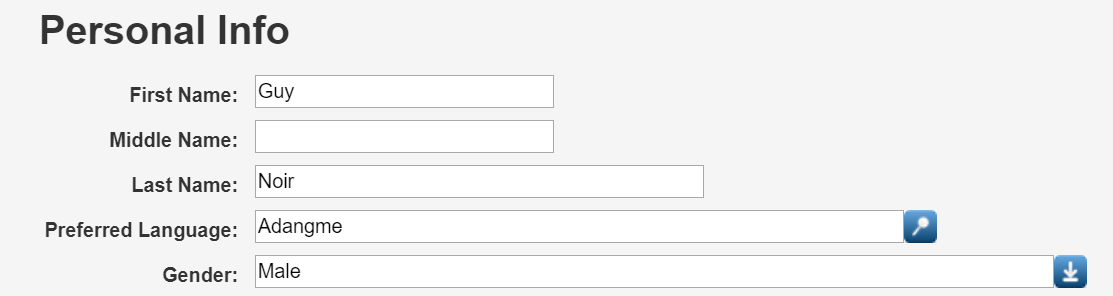 Personal Info
First Name: Guy
Middle Name:
Last Name: Noir
Preferred Language: Adangme
Gender: Male